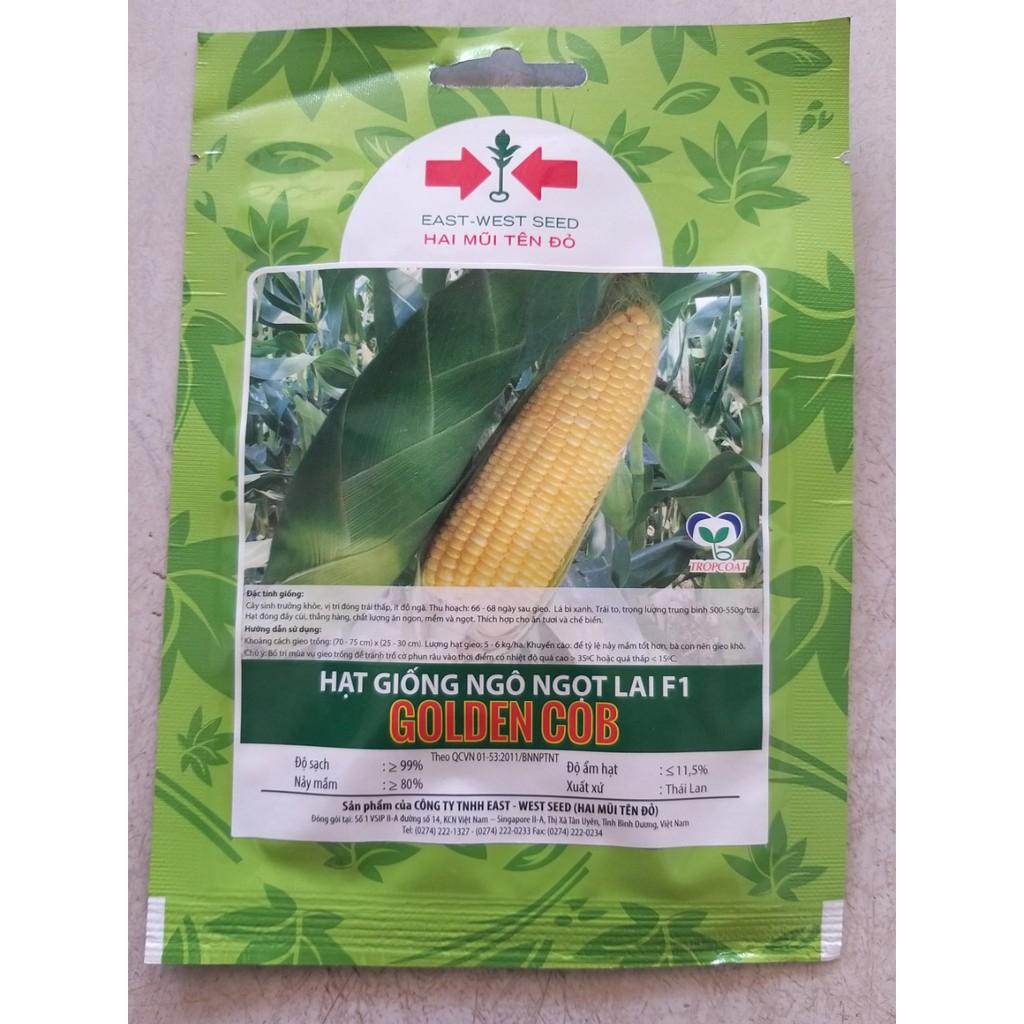 EAST-WEST SEED
HAI MŨI TÊN ĐỎ
TROPCOAT
Đặc tính giống:
Cây sinh trưởng khỏe, vị trí đóng trái thấp, ít đổ ngã. Thu hoạch: 66 - 68 ngày sau gieo. Lá bi xanh. Trái to, trọng lượng trung bình 500-550g/trái.
Hạt đóng đầy cùi, thẳng hàng, chất lượng ăn ngon, mềm và ngọt. Thích hợp cho ăn tươi và chế biến.
Hướng dẫn sử dụng:
Khoảng cách gieo trồng: (70 - 75 cm) x (25 - 30 cm). Lượng hạt gieo: 5 - 6 kg/ha. Khuyến cáo: để tỷ lệ nảy mầm tốt hơn, bà con nên gieo khô.
Chú ý: Bố trí mùa vụ gieo trồng để tránh trổ cờ phun râu vào thời điểm có nhiệt độ quá cao > 35ºC hoặc quá thấp < 15ºC.
HẠT GIỐNG NGÔ NGỌT LAI F1
GOLDEN COB
Theo QCVN 01-53:2011/BNNPTNT
Độ sạch : ≥ 99% Độ ẩm hạt : ≤ 11,5%
Nảy mầm : ≥ 80% Xuất xứ : Thái Lan
Sản phẩm của CÔNG TY TNHH EAST - WEST SEED (HAI MŨI TÊN ĐỎ)
Đóng gói tại: Số 1 VSIP II-A đường số 14, KCN Việt Nam – Singapore II-A, Thị Xã Tân Uyên, Tỉnh Bình Dương, Việt Nam
Tel: (0274) 222-1327 - (0274) 222-0233 Fax: (0274) 222-0234